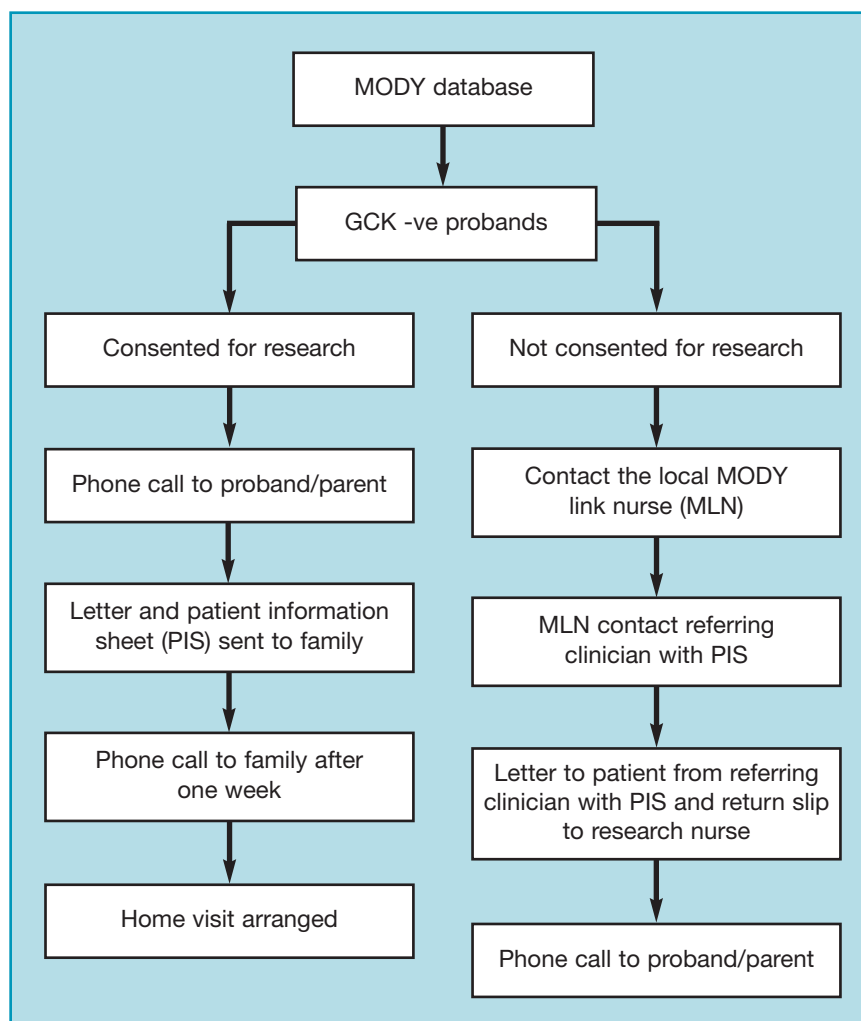 MODY database
GCK -ve probands
Consented for research
Phone call to proband/parent
Letter and patient information
sheet (PIS) sent to family
Phone call to family after
one week
Home visit arranged
Not consented for research
Contact the local MODY
link nurse (MLN)
MLN contact referring
clinician with PIS
Letter to patient from referring
clinician with PIS and return slip
to research nurse
Phone call to proband/parent